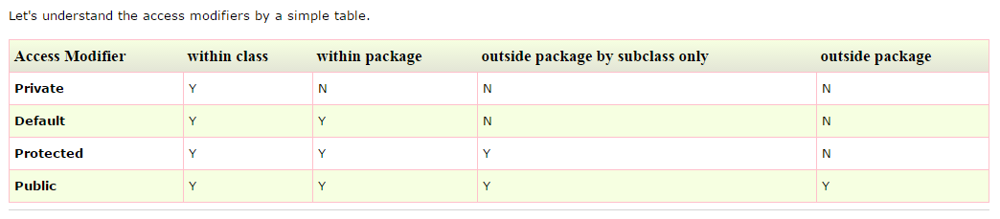 Let's understand the access modifiers by a simple table.
Access Modifier within class within package outside package by subclass only outside package
Private Y N N N
Default Y Y N N
Protected Y Y Y N
Public Y Y Y Y